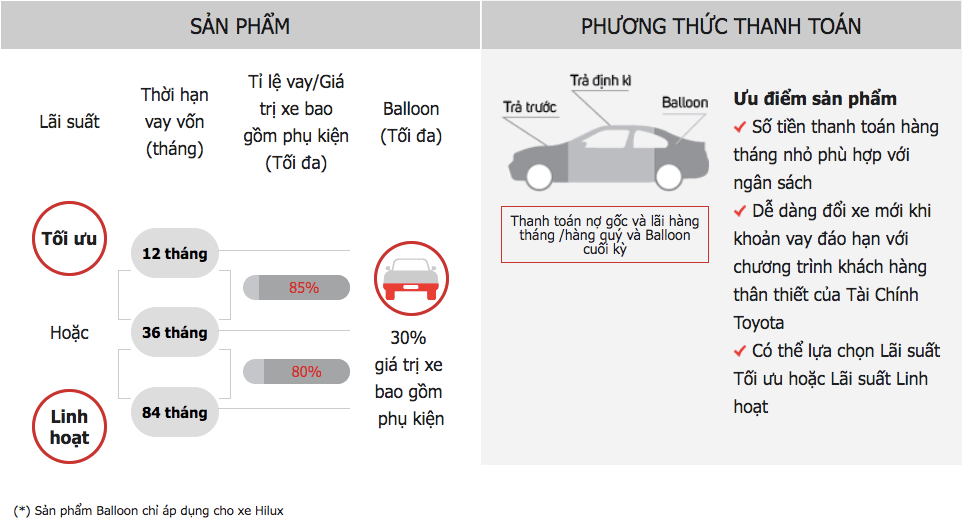 SẢN PHẨM
Lãi suất
Thời hạn
vay vốn
(tháng)
Tỉ lệ vay/Giá
trị xe bao
gồm phụ kiện
(Tối đa)
Balloon
(Tối đa)
Tối ưu
Hoặc
Linh
hoạt
12 tháng
36 tháng
84 tháng
85%
80%
30%
giá trị xe
bao gồm
phụ kiện
PHƯƠNG THỨC THANH TOÁN
Trả trước
Trả định kì
Balloon
Thanh toán nợ gốc và lãi hàng
tháng /hàng quý và Balloon
cuối kỳ
Ưu điểm sản phẩm
Số tiền thanh toán hàng
tháng nhỏ phù hợp với
ngân sách
Dễ dàng đổi xe mới khi
khoản vay đáo hạn với
chương trình khách hàng
thân thiết của Tài Chính
Toyota
Có thể lựa chọn Lãi suất
Tối ưu hoặc Lãi suất Linh
hoạt
(*) Sản phẩm Balloon chỉ áp dụng cho xe Hilux